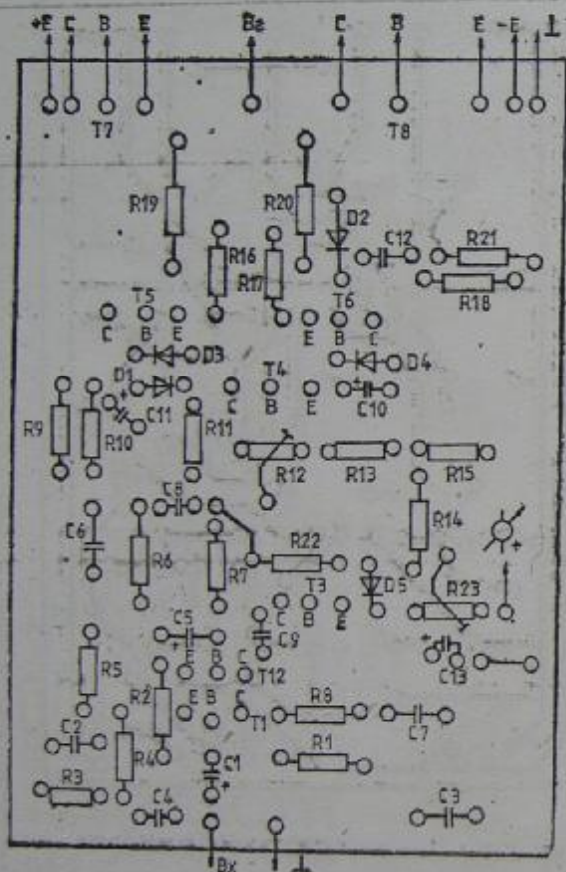 +E C B E Вг C B E -E ⊥
T7 T8
R19 R20 D2
R16 R17 C12 R21
R18
T5 T6
C B E E B C
D3 D4
D1 T4
+ C11 C B E + C10
R9 R10 R11
R12 R13 R15
C8
C6 R6 R7 R22 R14 +
T3 D5 R23
C B E
C5 + C9 + C13
E B C
R5 T12
R2 E B C T1 R8 C7
C2 R4 C1 R1
R3 +
C4 C3
Вх ⊥